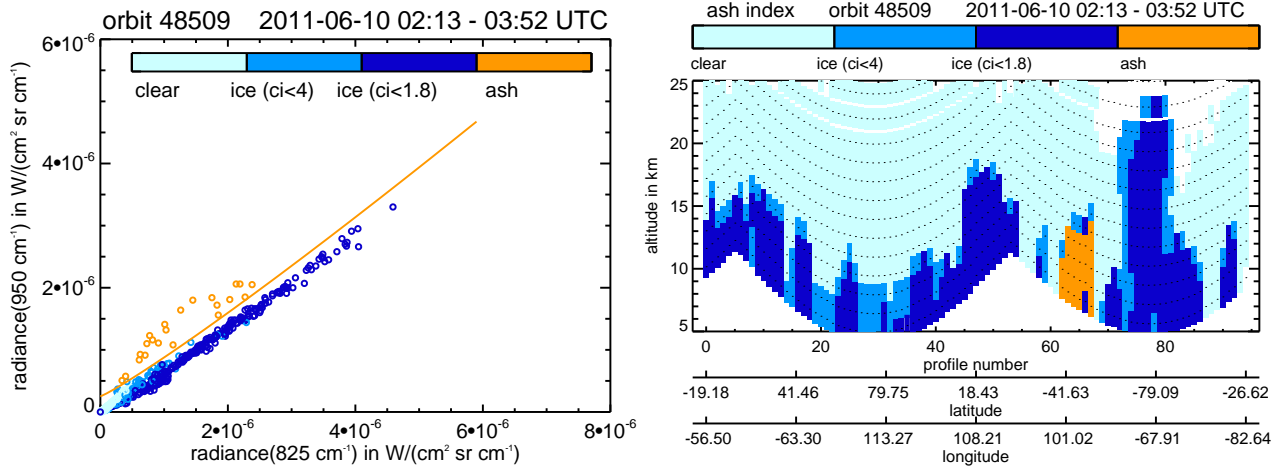 orbit 48509 2011-06-10 02:13 - 03:52 UTC
6•10⁻⁶
clear ice (ci<4) ice (ci<1.8) ash
4•10⁻⁶
2•10⁻⁶
0
radiance(950 cm⁻¹) in W/(cm² sr cm⁻¹)
0 2•10⁻⁶ 4•10⁻⁶ 6•10⁻⁶ 8•10⁻⁶
radiance(825 cm⁻¹) in W/(cm² sr cm⁻¹)
ash index orbit 48509 2011-06-10 02:13 - 03:52 UTC
clear ice (ci<4) ice (ci<1.8) ash
25
20
15
10
5
altitude in km
0 20 40 60 80
profile number
-19.18 41.46 79.75 18.43 -41.63 -79.09 -26.62
latitude
-56.50 -63.30 113.27 108.21 101.02 -67.91 -82.64
longitude